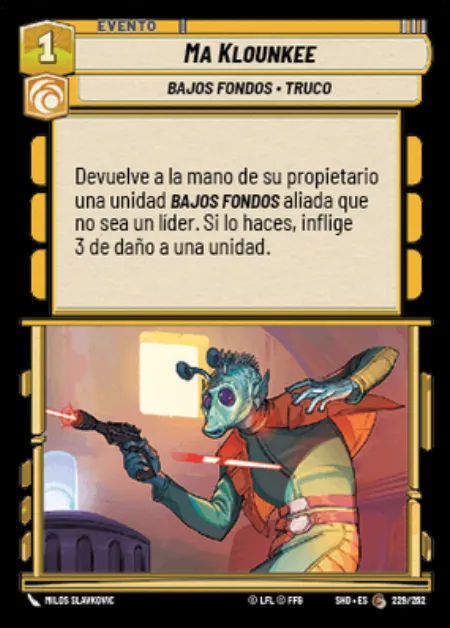 EVENTO
1
MA KLOUNKEE
BAJOS FONDOS • TRUCO
Devuelve a la mano de su propietario
una unidad BAJOS FONDOS aliada que
no sea un líder. Si lo haces, inflige
3 de daño a una unidad.
MILOS SLAVKOVIC
© LFL © FFG
SHD • ES
C
229/262